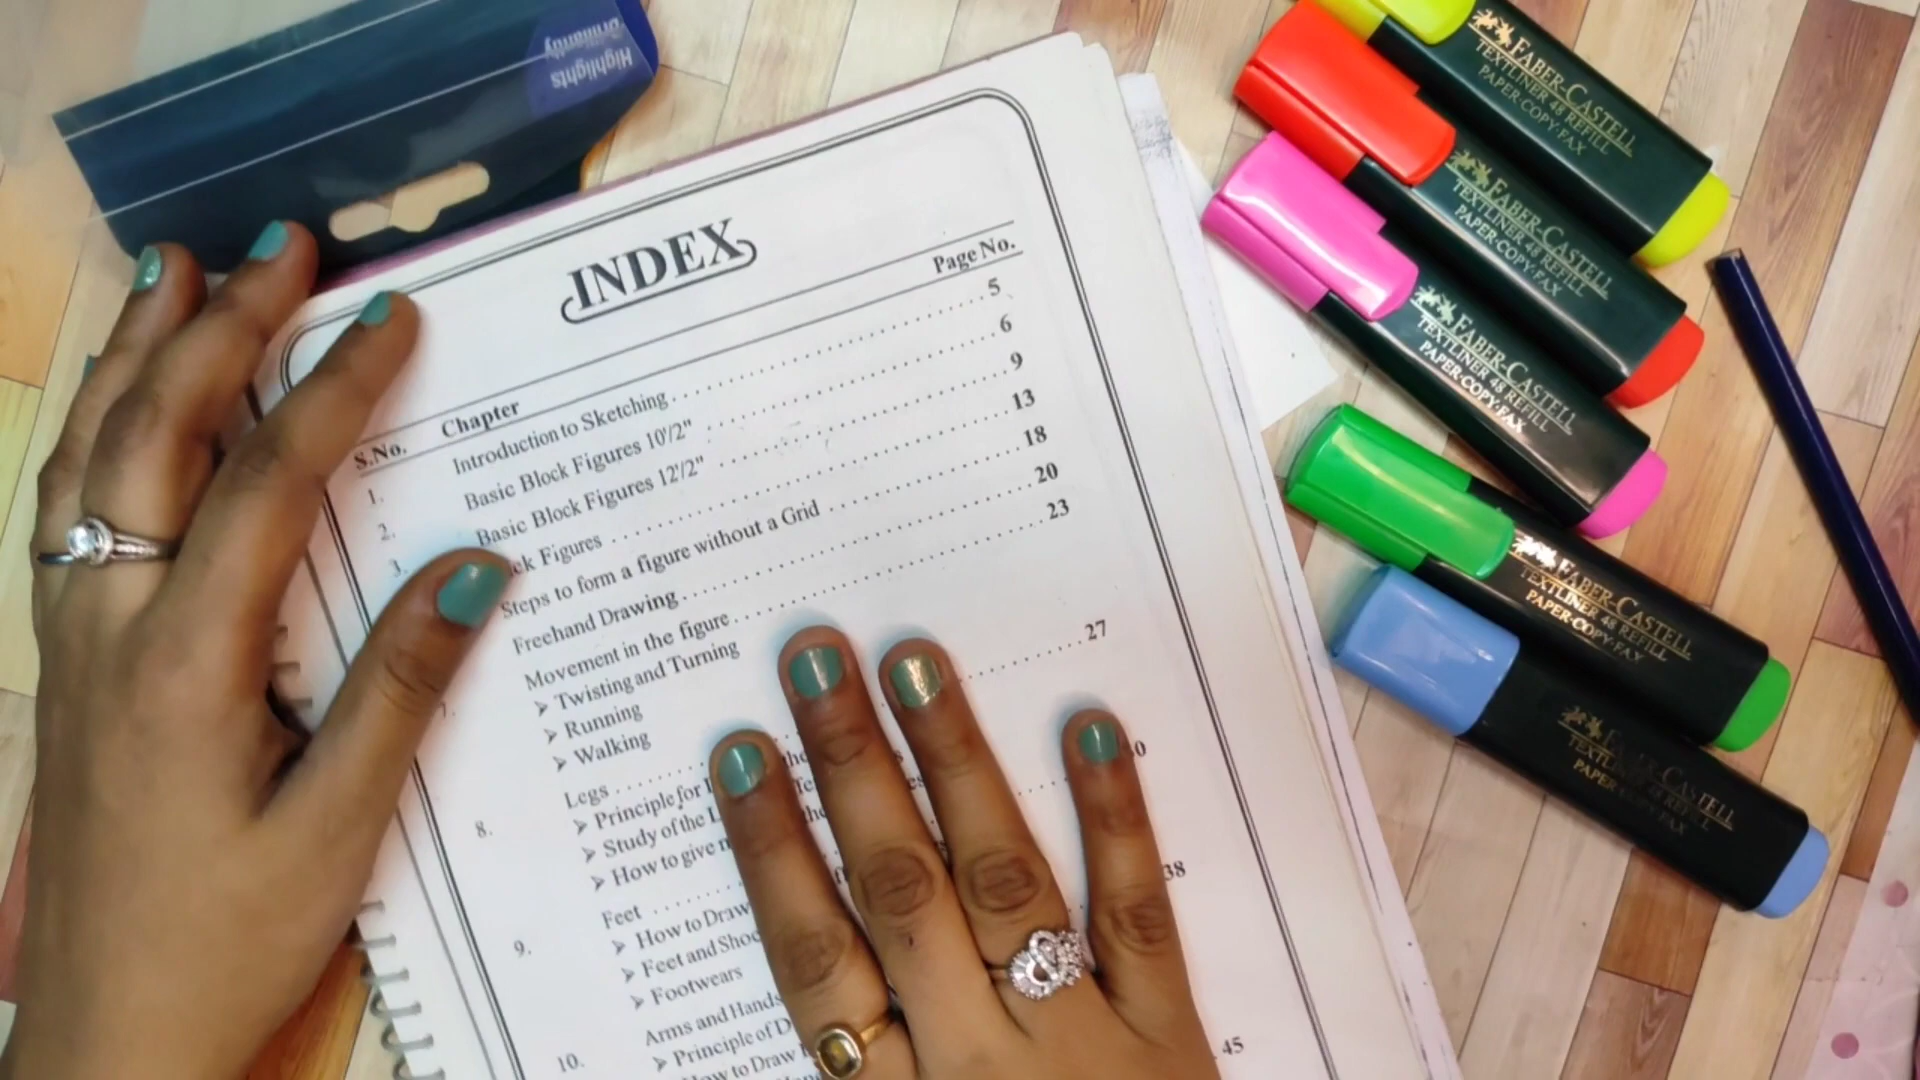 Highlights
brilliantly
INDEX
S.No. Chapter Page No.
1. Introduction to Sketching 5
2. Basic Block Figures 10'/2" 6
3. Basic Block Figures 12'/2" 9
Figures 13
Steps to form a figure without a Grid 18
Freehand Drawing 20
7. Movement in the figure 23
➢ Twisting and Turning
➢ Running
➢ Walking
8. Legs 27
➢ Principle for
➢ Study of the
➢ How to give
9. Feet
➢ How to Draw
➢ Feet and
➢ Footwears
38
10. Arms and Hands
➢ Principle of
How to Draw
45
FABER-CASTELL
TEXTLINER 48 REFILL
PAPER·COPY·FAX
FABER-CASTELL
TEXTLINER 48 REFILL
PAPER·COPY·FAX
FABER-CASTELL
TEXTLINER 48 REFILL
PAPER·COPY·FAX
FABER-CASTELL
TEXTLINER 48 REFILL
PAPER·COPY·FAX
FABER-CASTELL
TEXTLINER 48 REFILL
PAPER·COPY·FAX